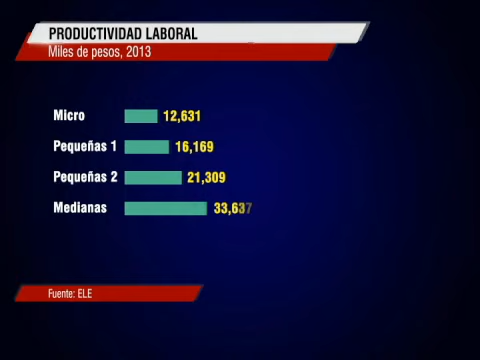 PRODUCTIVIDAD LABORAL
Miles de pesos, 2013
Micro 12,631
Pequeñas 1 16,169
Pequeñas 2 21,309
Medianas 33,637
Fuente: ELE